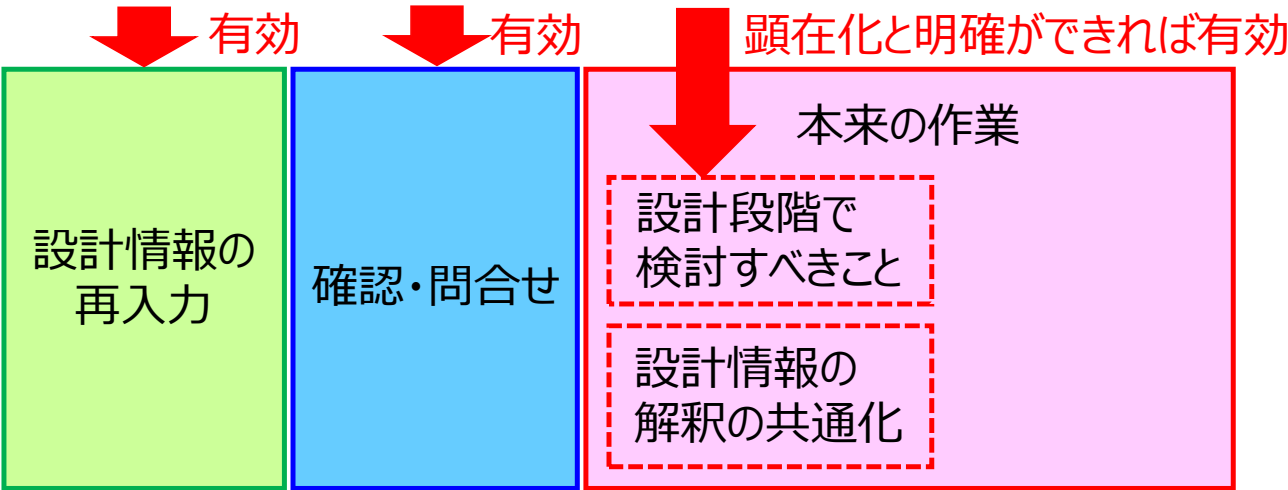 有効
有効
顕在化と明確ができれば有効
本来の作業
設計情報の
再入力
確認・問合せ
設計段階で
検討すべきこと
設計情報の
解釈の共通化